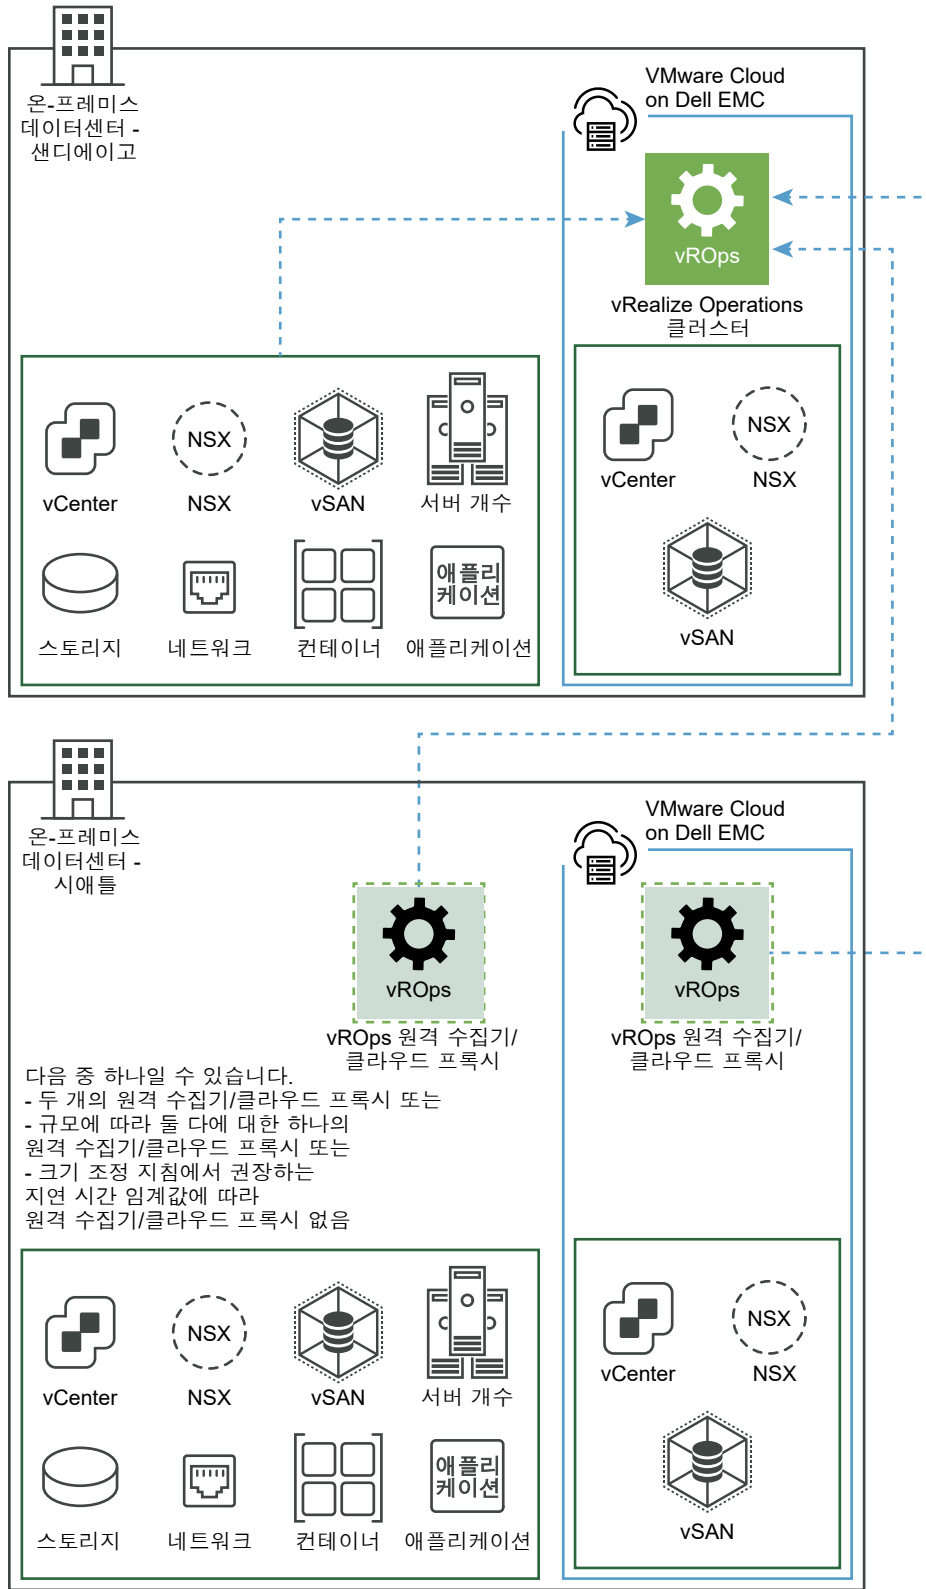 온-프레미스
데이터센터 -
샌디에이고
VMware Cloud
on Dell EMC
vROps
vRealize Operations
클러스터
vCenter
NSX
NSX
vSAN
서버 개수
스토리지
네트워크
컨테이너
애플리
케이션
애플리케이션
vCenter
NSX
NSX
vSAN
온-프레미스
데이터센터 -
시애틀
VMware Cloud
on Dell EMC
vROps
vROps 원격 수집기/
클라우드 프록시
vROps
vROps 원격 수집기/
클라우드 프록시
다음 중 하나일 수 있습니다.
- 두 개의 원격 수집기/클라우드 프록시 또는
- 규모에 따라 둘 다에 대한 하나의
원격 수집기/클라우드 프록시 또는
- 크기 조정 지침에서 권장하는
지연 시간 임계값에 따라
원격 수집기/클라우드 프록시 없음
vCenter
NSX
NSX
vSAN
서버 개수
스토리지
네트워크
컨테이너
애플리
케이션
애플리케이션
vCenter
NSX
NSX
vSAN